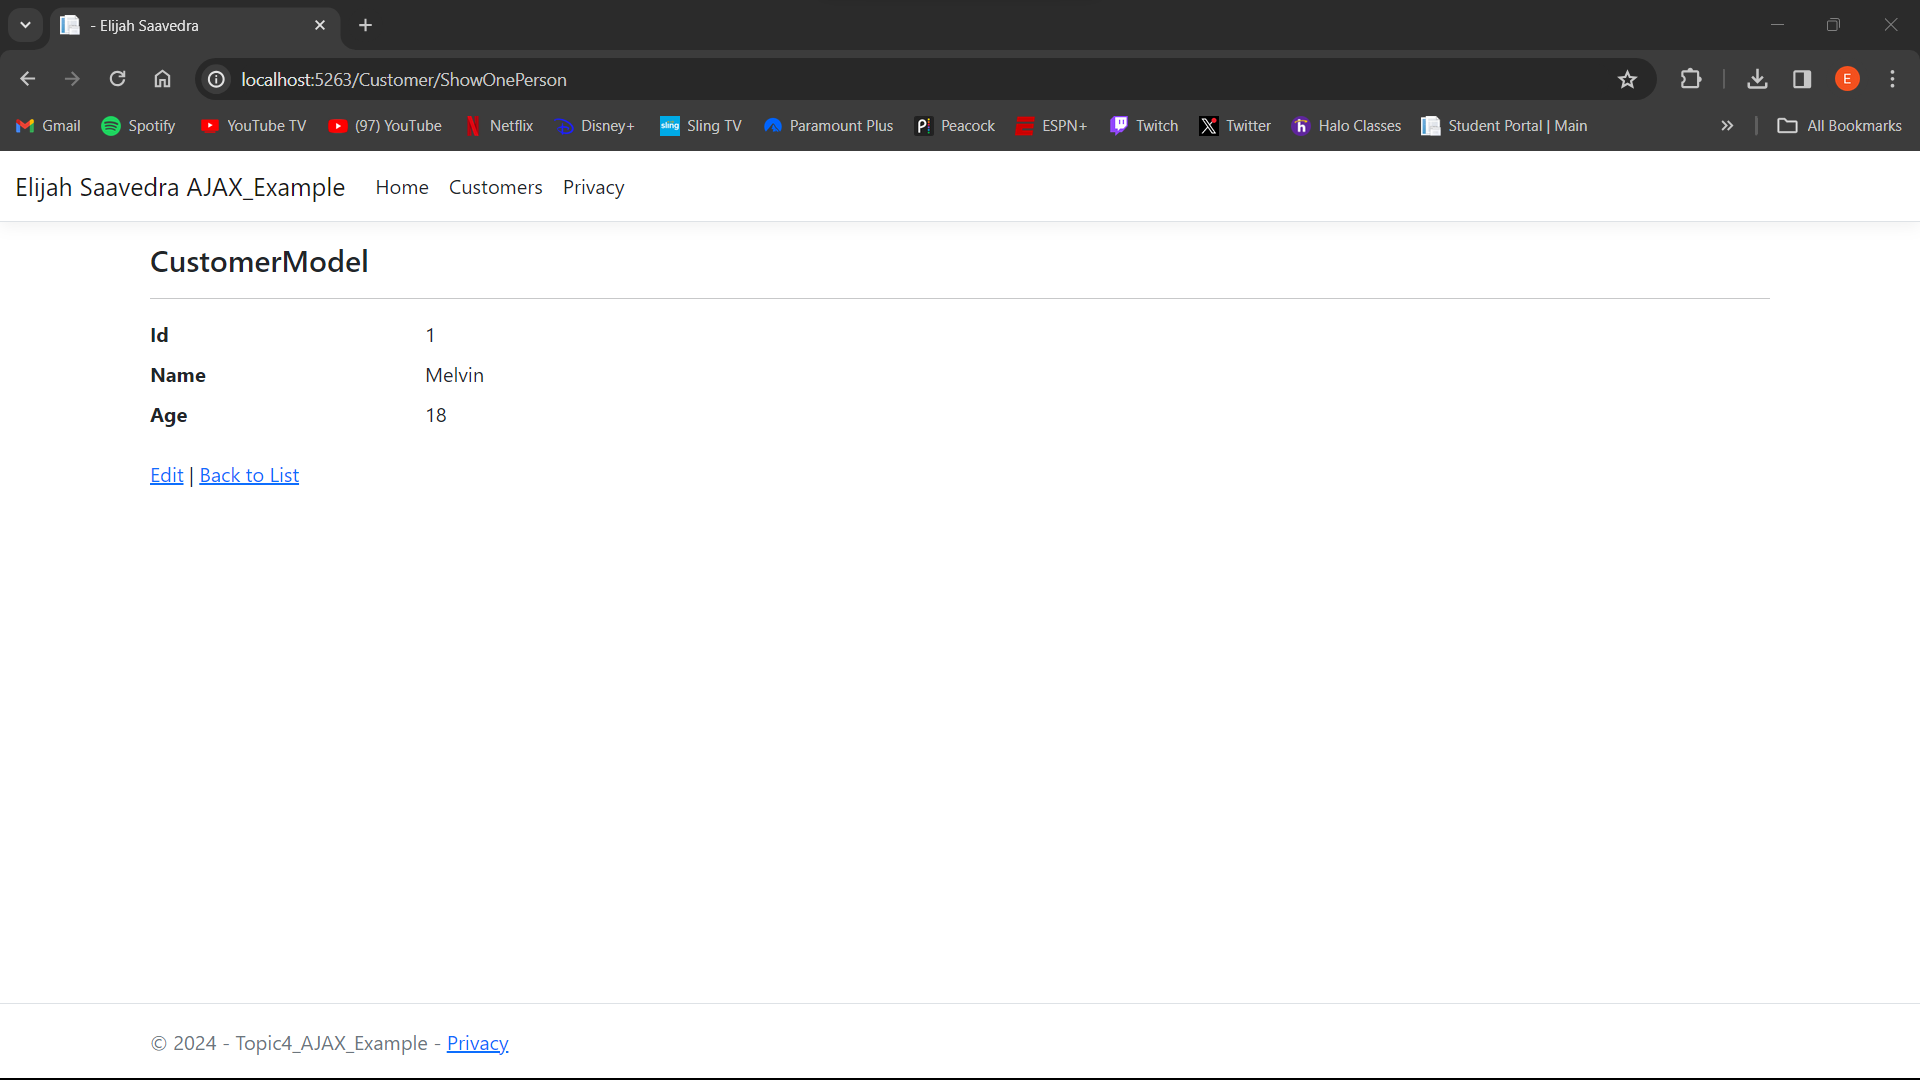 - Elijah Saavedra
localhost:5263/Customer/ShowOnePerson
E
Gmail Spotify YouTube TV (97) YouTube Netflix Disney+ sling Sling TV Paramount Plus Peacock ESPN+ Twitch Twitter h Halo Classes Student Portal | Main All Bookmarks
Elijah Saavedra AJAX_Example Home Customers Privacy
CustomerModel
Id 1
Name Melvin
Age 18
Edit | Back to List
© 2024 - Topic4_AJAX_Example - Privacy